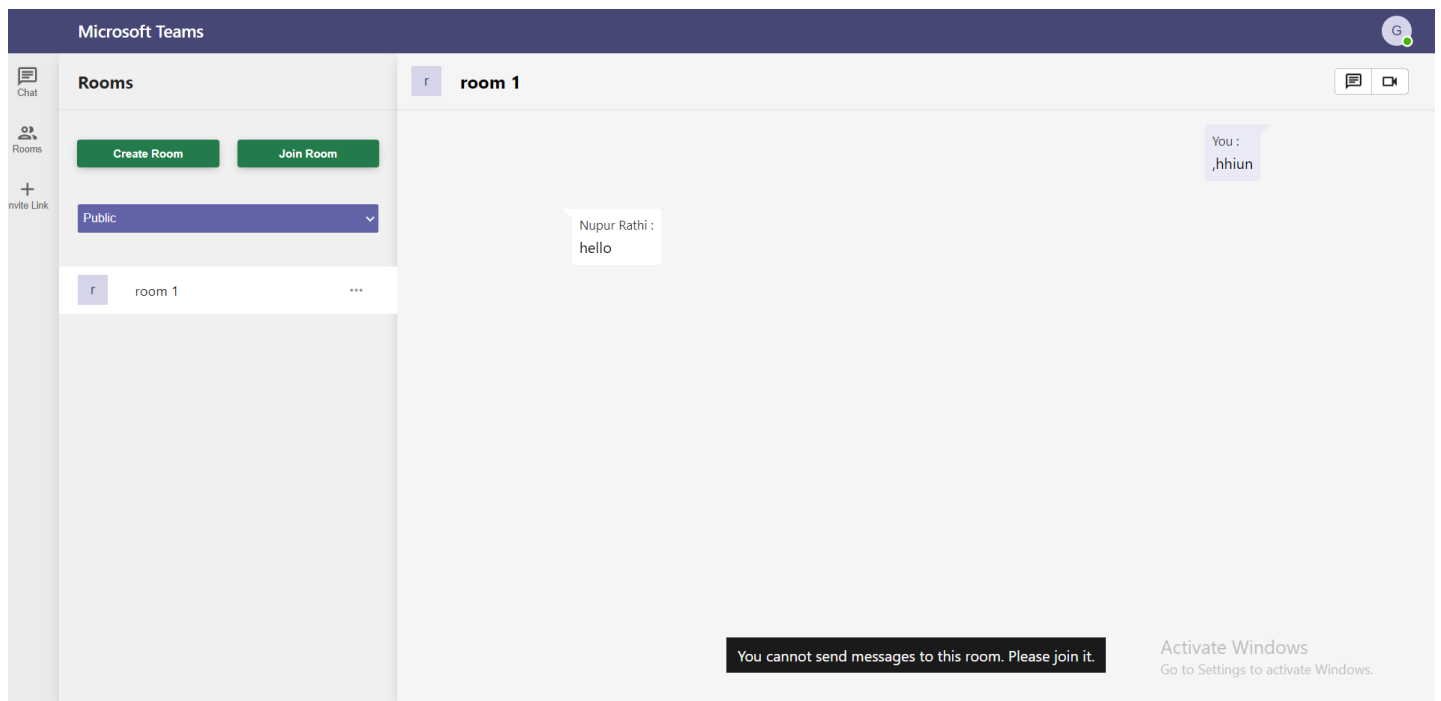 Microsoft Teams
G
Chat
Rooms
nvite Link
Rooms
Create Room
Join Room
Public
r
room 1
r
room 1
You :
,hhiun
Nupur Rathi :
hello
You cannot send messages to this room. Please join it.
Activate Windows
Go to Settings to activate Windows.